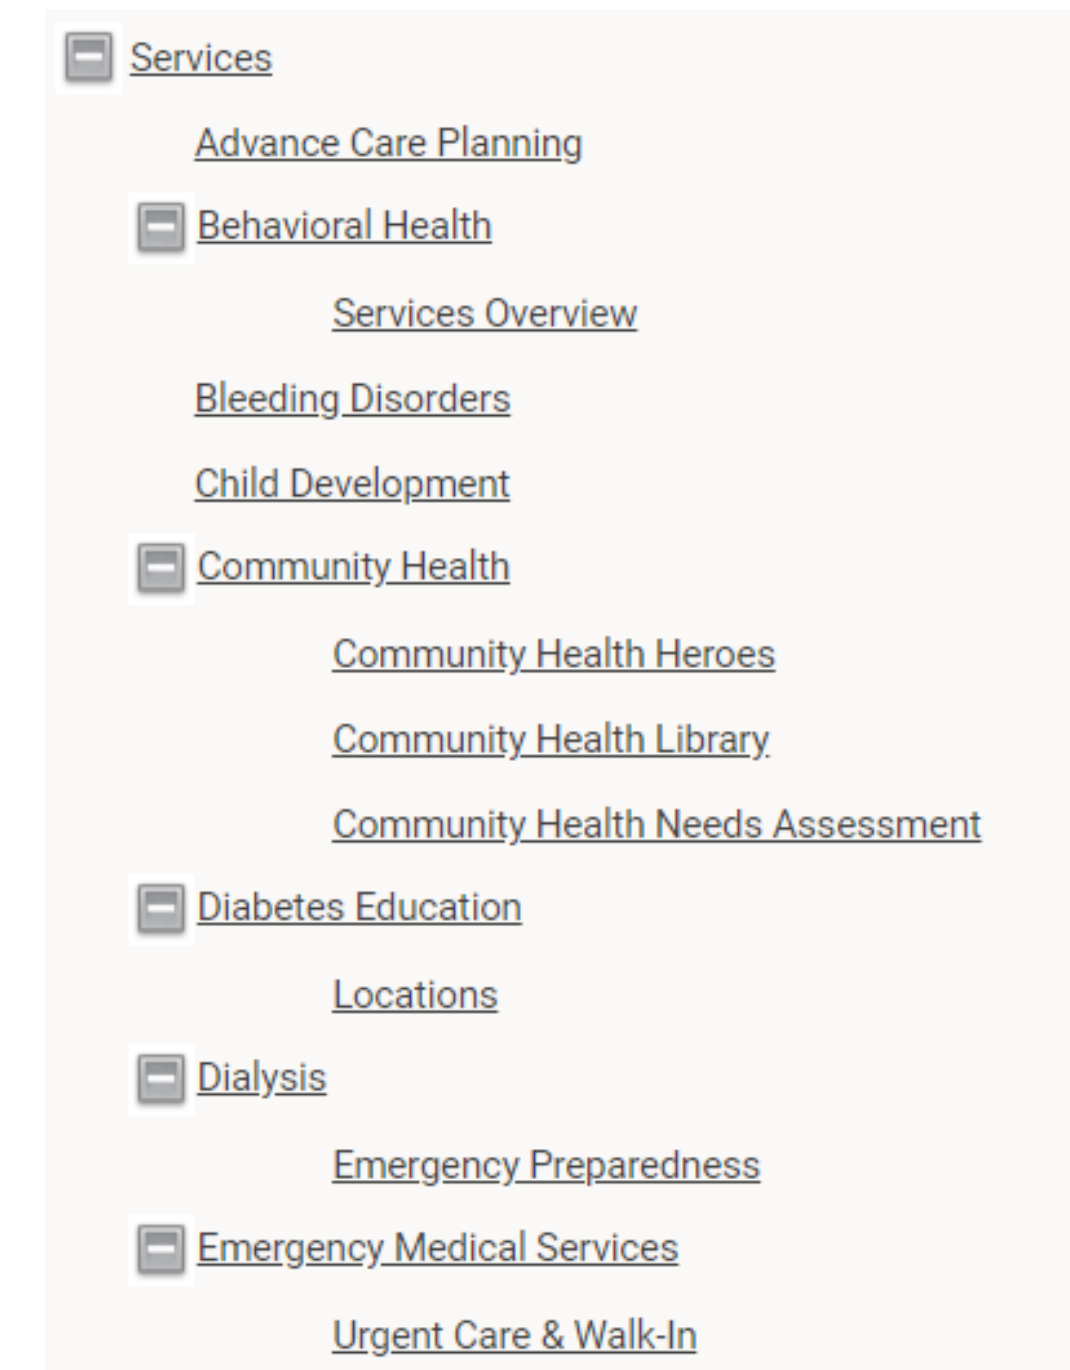 Services
Advance Care Planning
Behavioral Health
Services Overview
Bleeding Disorders
Child Development
Community Health
Community Health Heroes
Community Health Library
Community Health Needs Assessment
Diabetes Education
Locations
Dialysis
Emergency Preparedness
Emergency Medical Services
Urgent Care & Walk-In